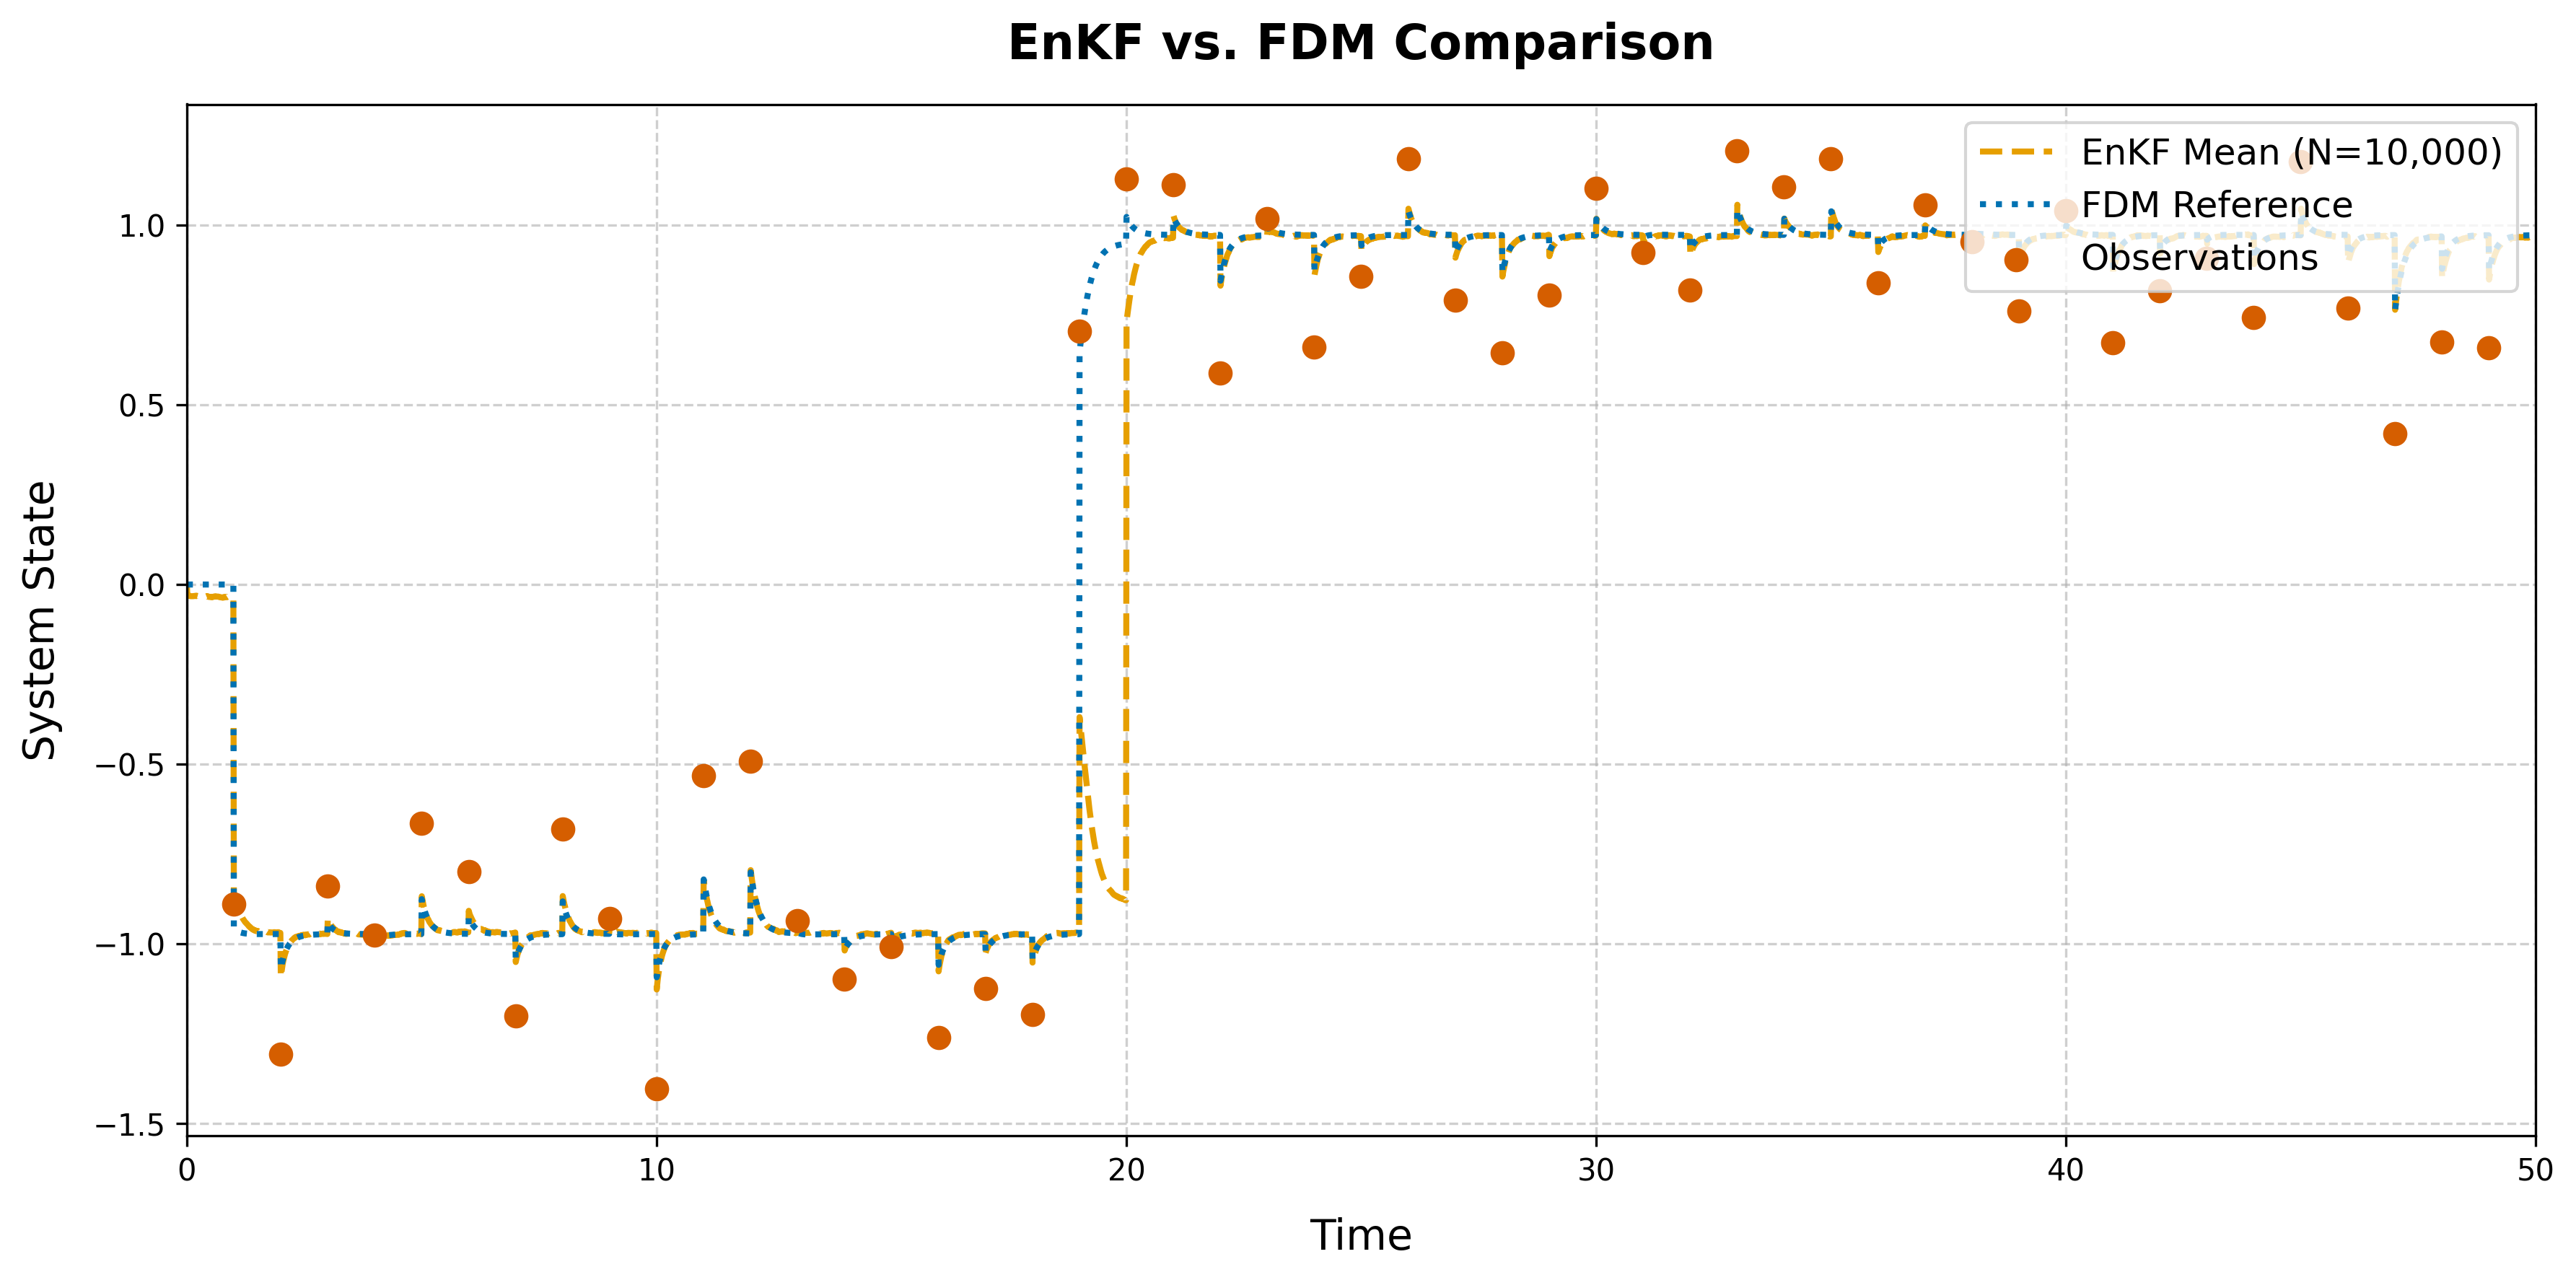 EnKF vs. FDM Comparison
EnKF Mean (N=10,000)
FDM Reference
Observations
System State
1.0
0.5
0.0
−0.5
−1.0
−1.5
0 10 20 30 40 50
Time